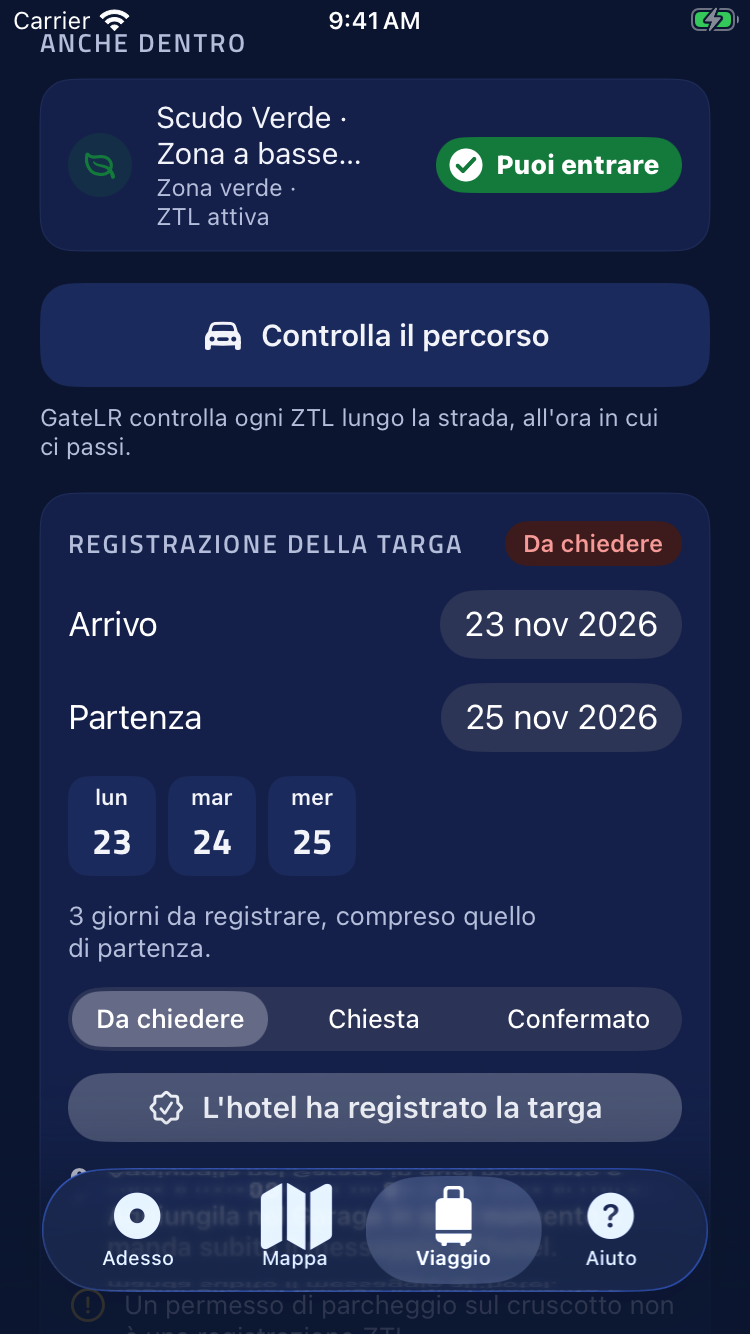 Carrier 9:41 AM
ANCHE DENTRO
Scudo Verde ·
Zona a basse...
Zona verde ·
ZTL attiva
Puoi entrare
Controlla il percorso
GateLR controlla ogni ZTL lungo la strada, all'ora in cui
ci passi.
REGISTRAZIONE DELLA TARGA
Da chiedere
Arrivo
23 nov 2026
Partenza
25 nov 2026
lun mar mer
23 24 25
3 giorni da registrare, compreso quello
di partenza.
Da chiedere Chiesta Confermato
L'hotel ha registrato la targa
Adesso Mappa Viaggio Aiuto
Un permesso di parcheggio sul cruscotto non